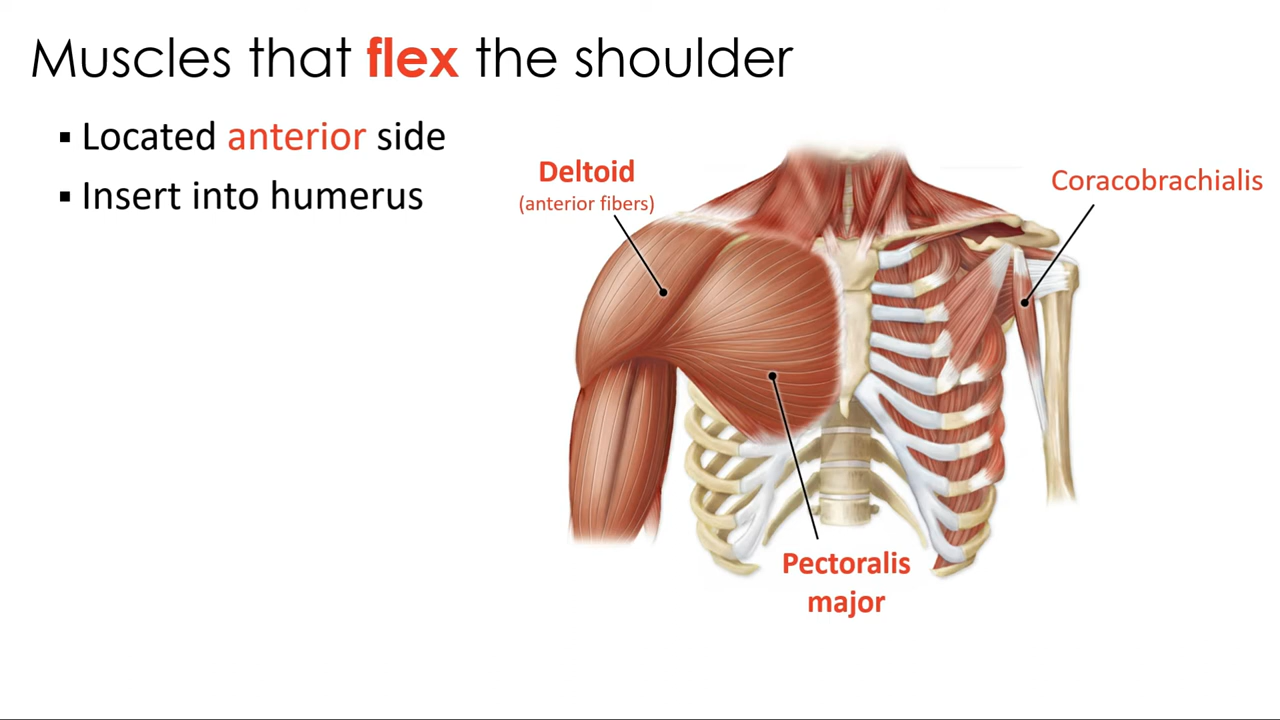 Muscles that flex the shoulder
▪ Located anterior side
▪ Insert into humerus
Deltoid
(anterior fibers)
Coracobrachialis
Pectoralis
major